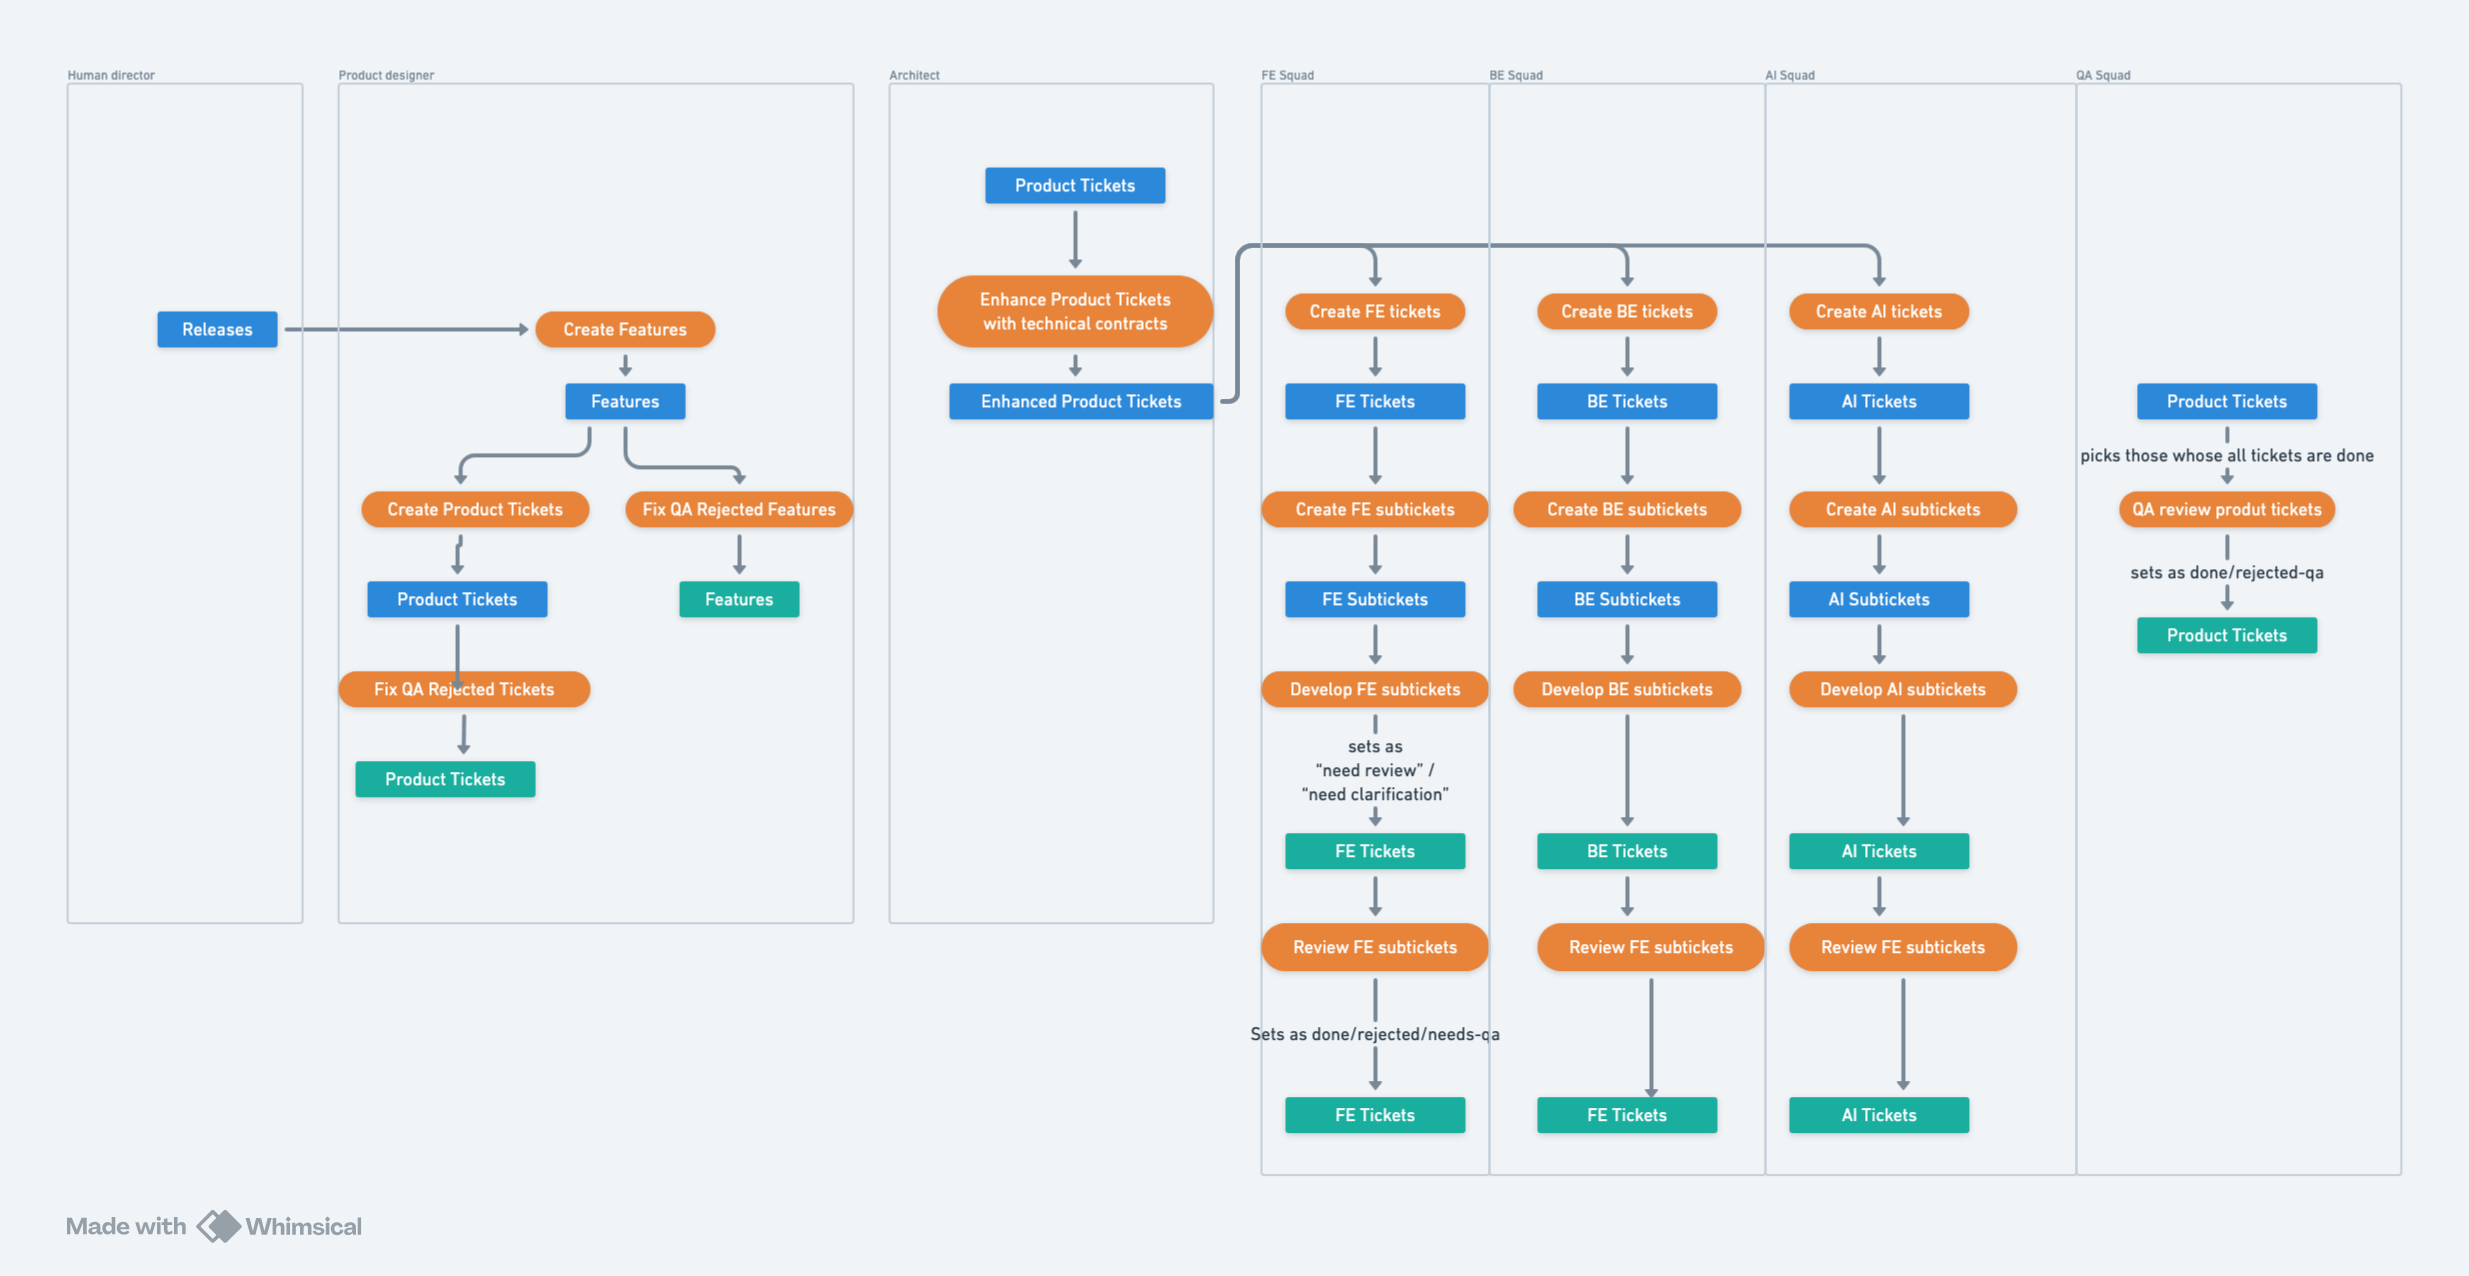 Human director
Product designer
Architect
FE Squad
BE Squad
AI Squad
QA Squad
Releases
Create Features
Features
Create Product Tickets
Fix QA Rejected Features
Product Tickets
Features
Fix QA Rejected Tickets
Product Tickets
Product Tickets
Enhance Product Tickets
with technical contracts
Enhanced Product Tickets
Create FE tickets
FE Tickets
Create FE subtickets
FE Subtickets
Develop FE subtickets
sets as
“need review” /
“need clarification”
FE Tickets
Review FE subtickets
Sets as done/rejected/needs-qa
FE Tickets
Create BE tickets
BE Tickets
Create BE subtickets
BE Subtickets
Develop BE subtickets
BE Tickets
Review FE subtickets
FE Tickets
Create AI tickets
AI Tickets
Create AI subtickets
AI Subtickets
Develop AI subtickets
AI Tickets
Review FE subtickets
AI Tickets
Product Tickets
picks those whose all tickets are done
QA review produt tickets
sets as done/rejected-qa
Product Tickets
Made with Whimsical